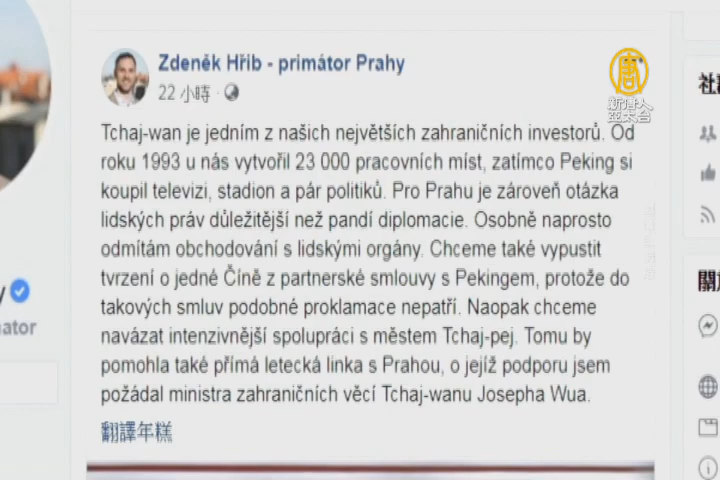 Zdeněk Hřib - primátor Prahy
22 小時
新唐人
亞太台
社
Tchaj-wan je jedním z našich největších zahraničních investorů. Od
roku 1993 u nás vytvořil 23 000 pracovních míst, zatímco Peking si
koupil televizi, stadion a pár politiků. Pro Prahu je zároveň otázka
lidských práv důležitější než pandí diplomacie. Osobně naprosto
odmítám obchodování s lidskými orgány. Chceme také vypustit
tvrzení o jedné Číně z partnerské smlouvy s Pekingem, protože do
takových smluv podobné proklamace nepatří. Naopak chceme
navázat intenzivnější spolupráci s městem Tchaj-pej. Tomu by
pomohla také přímá letecká linka s Prahou, o jejíž podporu jsem
požádal ministra zahraničních věcí Tchaj-wanu Josepha Wua.
翻譯年糕
y
ator